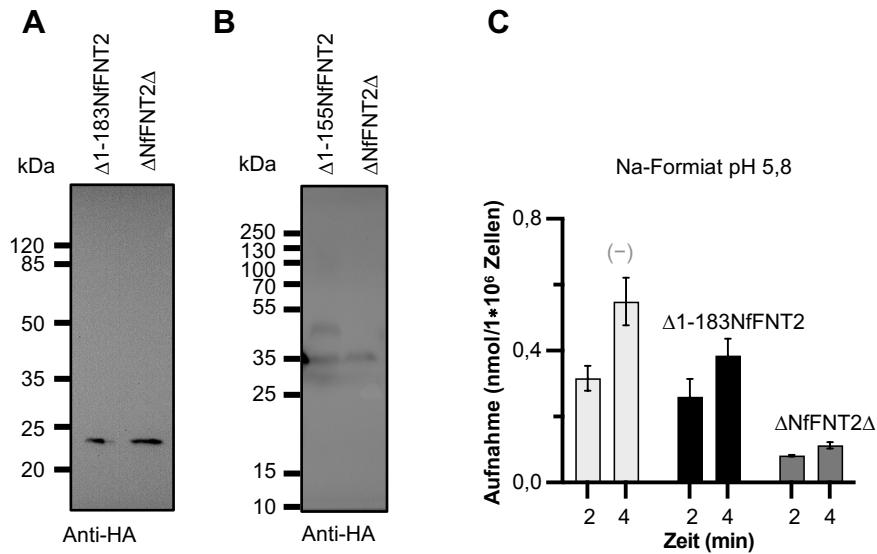 A
Δ1-183NfFNT2
ΔNfFNT2Δ
kDa
120
85
50
35
25
20
Anti-HA
B
Δ1-155NfFNT2
ΔNfFNT2Δ
kDa
250
130
100
70
55
35
25
15
10
Anti-HA
C
Na-Formiat pH 5,8
Aufnahme (nmol/1*10⁶ Zellen)
0,8
0,4
0,0
(−)
Δ1-183NfFNT2
ΔNfFNT2Δ
2 4 2 4 2 4
Zeit (min)